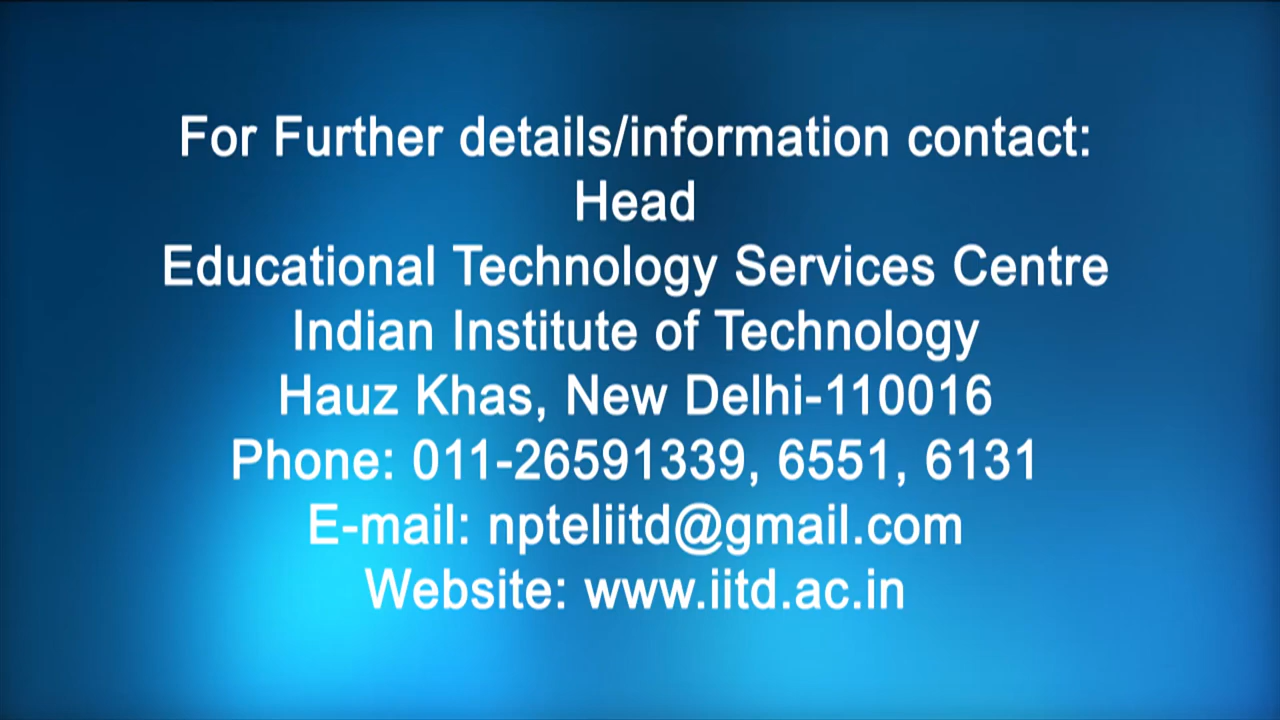 For Further details/information contact:
Head
Educational Technology Services Centre
Indian Institute of Technology
Hauz Khas, New Delhi-110016
Phone: 011-26591339, 6551, 6131
E-mail: npteliitd@gmail.com
Website: www.iitd.ac.in